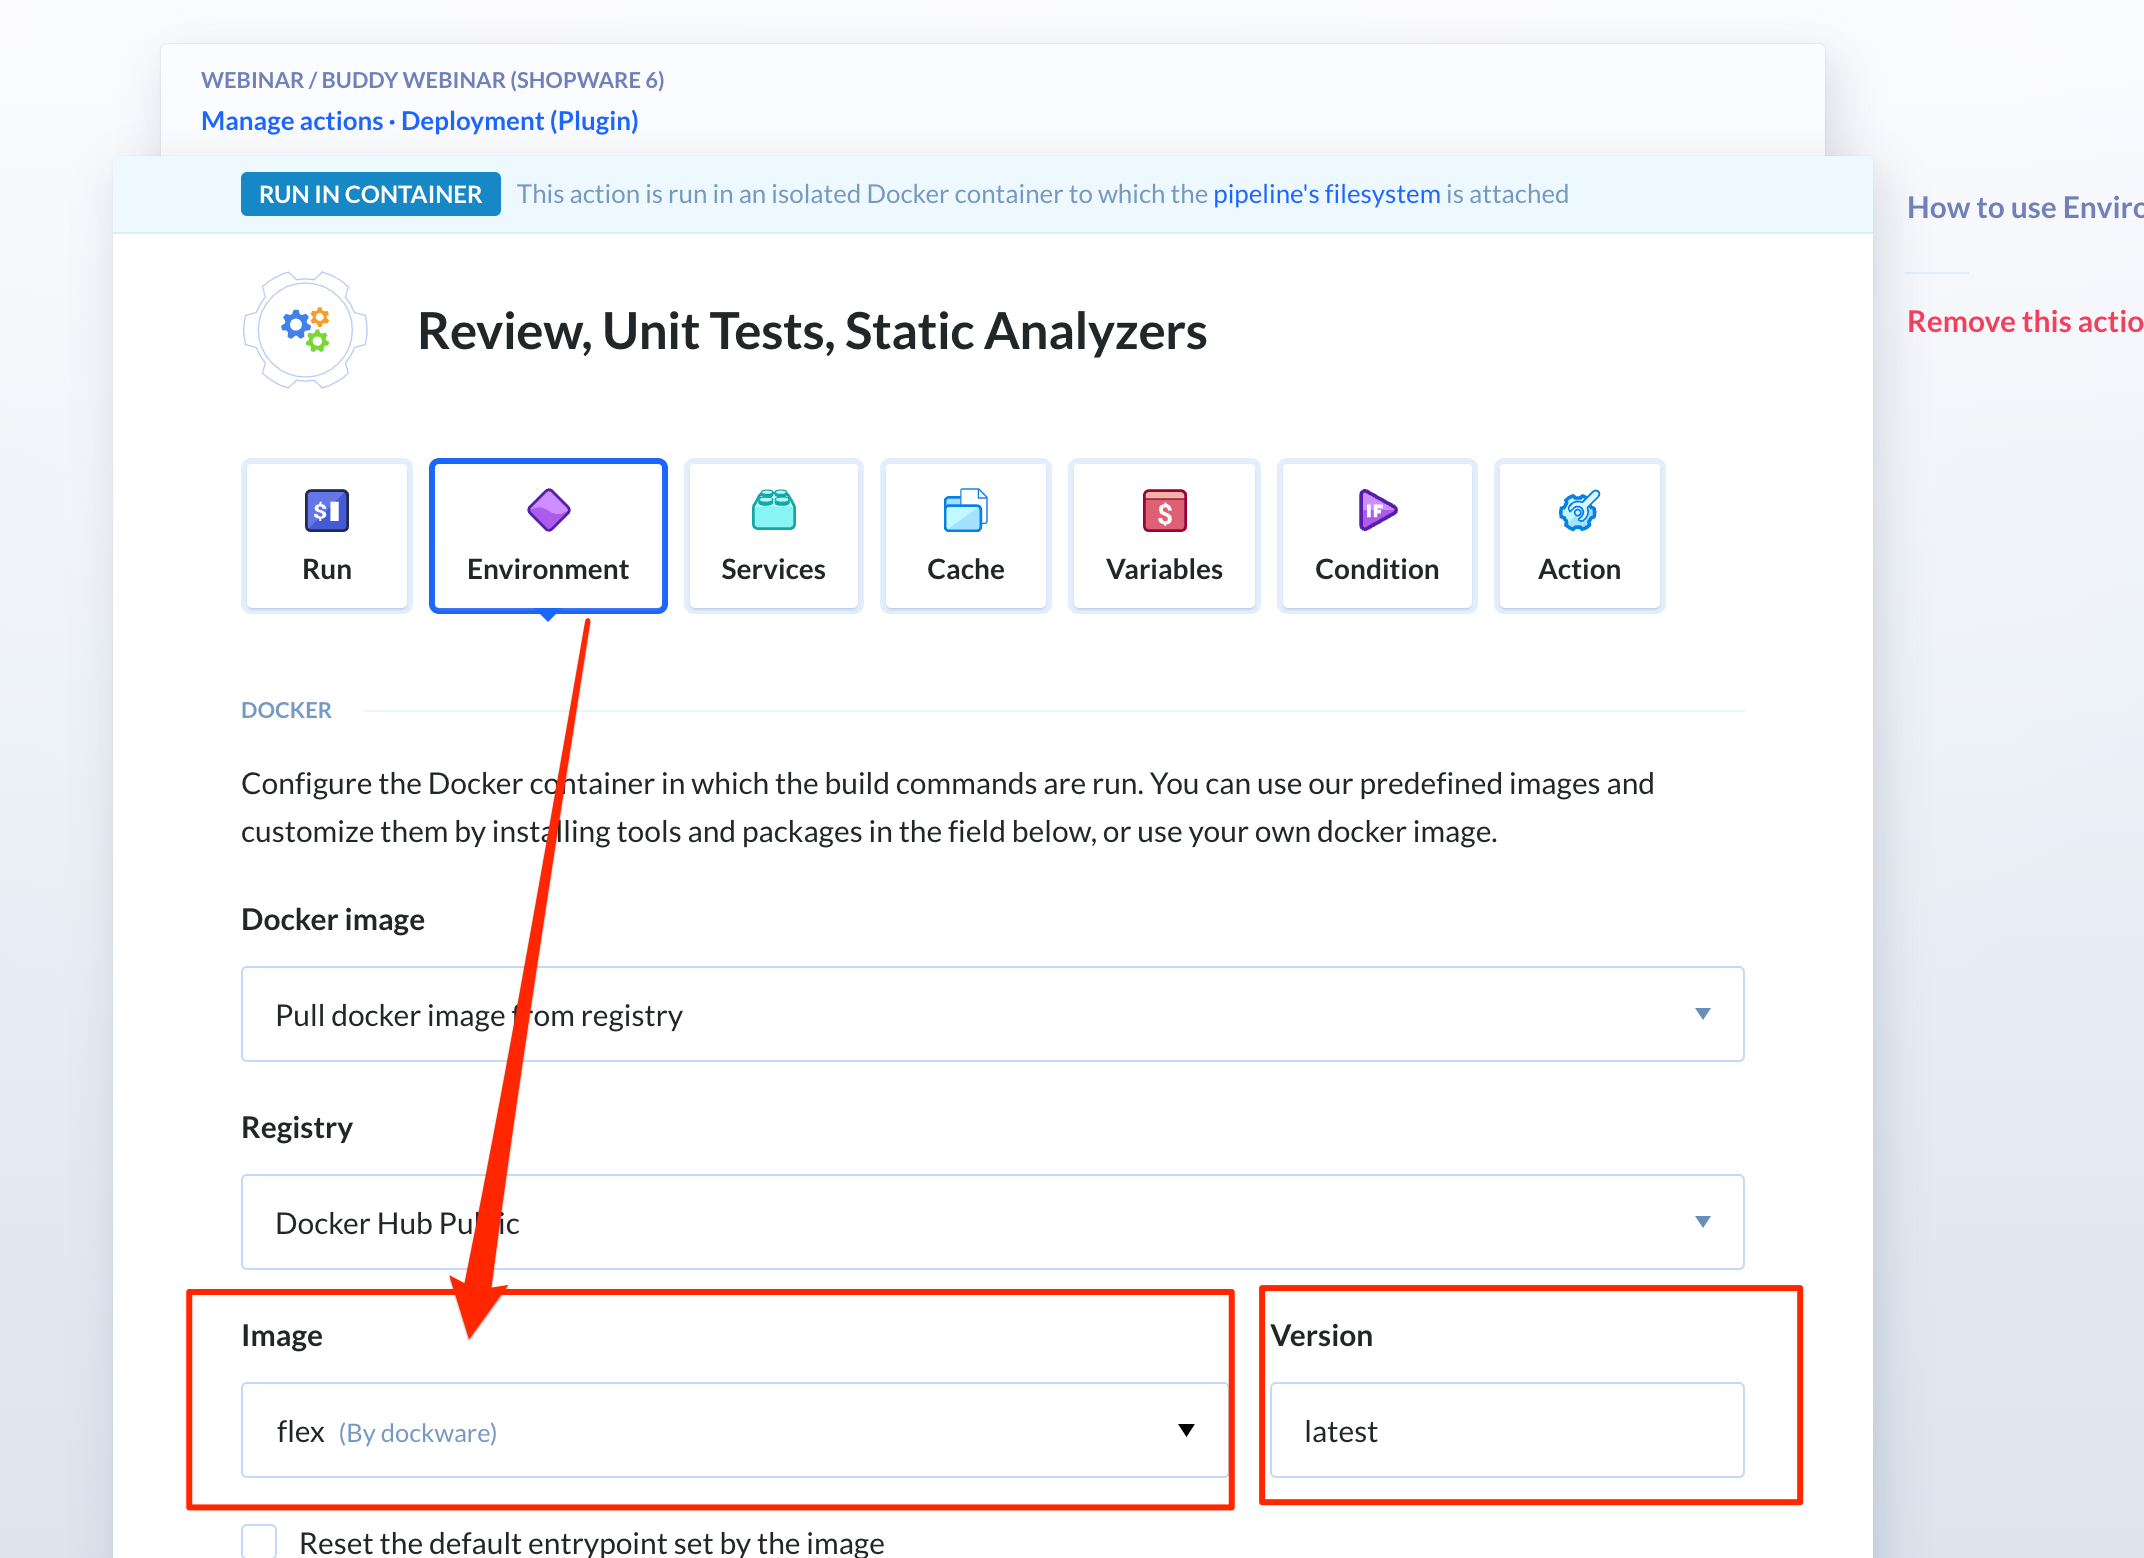 WEBINAR / BUDDY WEBINAR (SHOPWARE 6)
Manage actions · Deployment (Plugin)
RUN IN CONTAINER This action is run in an isolated Docker container to which the pipeline's filesystem is attached
How to use Enviro
Remove this actio
Review, Unit Tests, Static Analyzers
$
IF
$
Run Environment Services Cache Variables Condition Action
DOCKER
Configure the Docker container in which the build commands are run. You can use our predefined images and
customize them by installing tools and packages in the field below, or use your own docker image.
Docker image
Pull docker image from registry
Registry
Docker Hub Public
Image
Version
flex (By dockware)
latest
Reset the default entrypoint set by the image